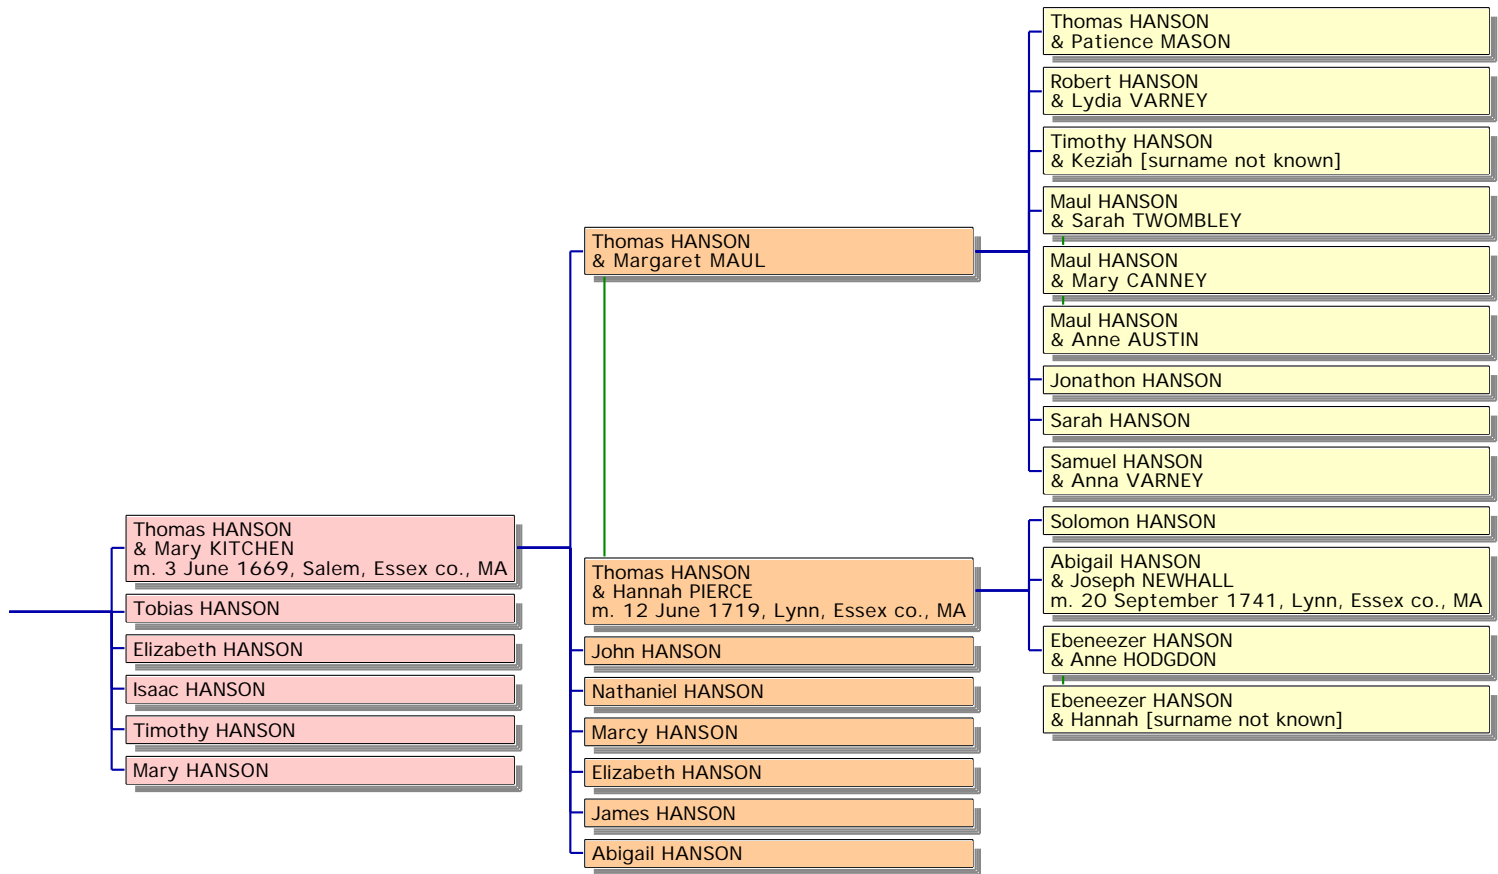 Thomas HANSON
& Mary KITCHEN
m. 3 June 1669, Salem, Essex co., MA
Tobias HANSON
Elizabeth HANSON
Isaac HANSON
Timothy HANSON
Mary HANSON
Thomas HANSON
& Margaret MAUL
Thomas HANSON
& Hannah PIERCE
m. 12 June 1719, Lynn, Essex co., MA
John HANSON
Nathaniel HANSON
Marcy HANSON
Elizabeth HANSON
James HANSON
Abigail HANSON
Thomas HANSON
& Patience MASON
Robert HANSON
& Lydia VARNEY
Timothy HANSON
& Keziah [surname not known]
Maul HANSON
& Sarah TWOMBLEY
Maul HANSON
& Mary CANNEY
Maul HANSON
& Anne AUSTIN
Jonathon HANSON
Sarah HANSON
Samuel HANSON
& Anna VARNEY
Solomon HANSON
Abigail HANSON
& Joseph NEWHALL
m. 20 September 1741, Lynn, Essex co., MA
Ebeneezer HANSON
& Anne HODGDON
Ebeneezer HANSON
& Hannah [surname not known]